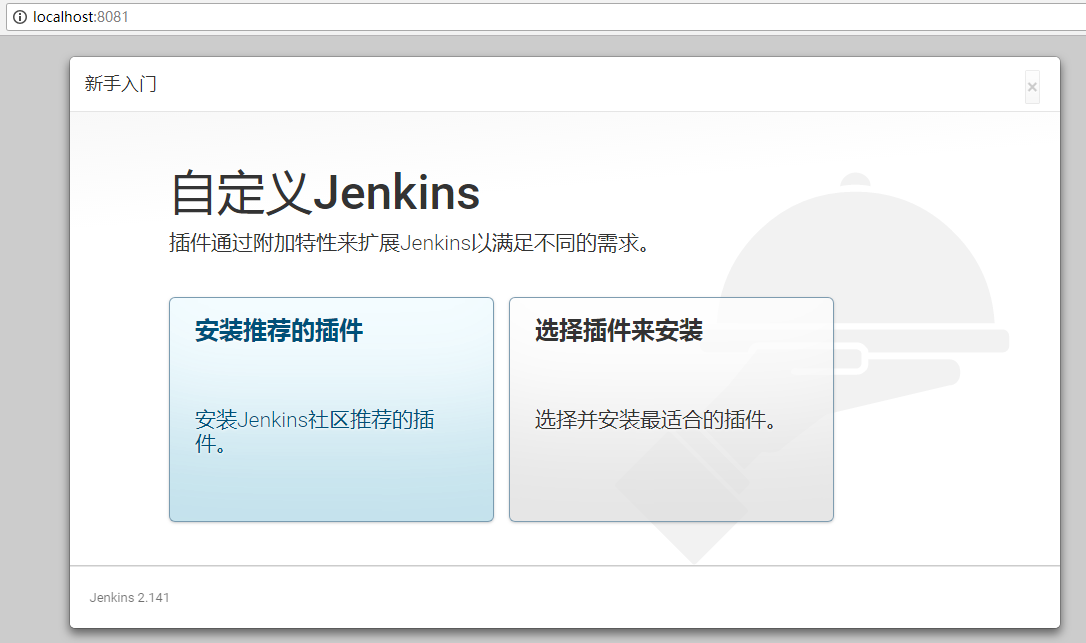 localhost:8081
新手入门
×
自定义Jenkins
插件通过附加特性来扩展Jenkins以满足不同的需求。
安装推荐的插件
安装Jenkins社区推荐的插
件。
选择插件来安装
选择并安装最适合的插件。
Jenkins 2.141